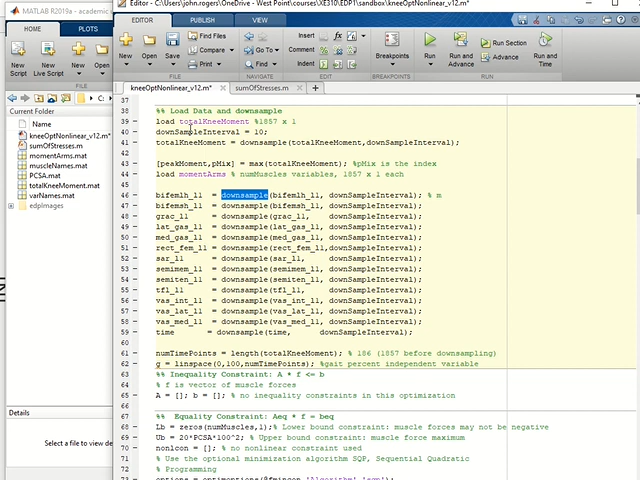 MATLAB R2019a - academic
Editor - C:\Users\john.rogers\OneDrive - West Point\courses\XE310\EDP1\sandbox\kneeOptNonlinear_v12.m*
HOME
PLOTS
EDITOR
PUBLISH
VIEW
New Script
New Live Script
New
Open
FILE
New
Open
Save
Find Files
Compare
Print
FILE
Go To
Find
NAVIGATE
Insert
Comment
Indent
EDIT
Breakpoints
BREAKPOINTS
Run
Run and Advance
Run Section
Advance
Run and Time
RUN
C:
Current Folder
Name
kneeOptNonlinear_v12.m
sumOfStresses.m
momentArms.mat
muscleNames.mat
PCSA.mat
totalKneeMoment.mat
varNames.mat
edpImages
Details
Select a file to view de
kneeOptNonlinear_v12.m*
sumOfStresses.m
37
38 %% Load Data and downsample
39 load totalKneeMoment %1857 x 1
40 downSampleInterval = 10;
41 totalKneeMoment = downsample(totalKneeMoment,downSampleInterval);
42
43 [peakMoment,pMix] = max(totalKneeMoment); %pMix is the index
44 load momentArms % numMuscles variables, 1857 x 1 each
45
46 bifemlh_l1 = downsample(bifemlh_l1, downSampleInterval); % m
47 bifemsh_l1 = downsample(bifemsh_l1, downSampleInterval);
48 grac_l1 = downsample(grac_l1, downSampleInterval);
49 lat_gas_l1 = downsample(lat_gas_l1, downSampleInterval);
50 med_gas_l1 = downsample(med_gas_l1, downSampleInterval);
51 rect_fem_l1 = downsample(rect_fem_l1,downSampleInterval);
52 sar_l1 = downsample(sar_l1, downSampleInterval);
53 semimem_l1 = downsample(semimem_l1, downSampleInterval);
54 semiten_l1 = downsample(semiten_l1, downSampleInterval);
55 tfl_l1 = downsample(tfl_l1, downSampleInterval);
56 vas_int_l1 = downsample(vas_int_l1, downSampleInterval);
57 vas_lat_l1 = downsample(vas_lat_l1, downSampleInterval);
58 vas_med_l1 = downsample(vas_med_l1, downSampleInterval);
59 time = downsample(time, downSampleInterval);
60
61 numTimePoints = length(totalKneeMoment); % 186 (1857 before downsampling)
62 g = linspace(0,100,numTimePoints); %gait percent independent variable
63 %% Inequality Constraint: A * f <= b
64 % f is vector of muscle forces
65 A = []; b = []; % no inequality constraints in this optimization
66
67 %% Equality Constraint: Aeq * f = beq
68 Lb = zeros(numMuscles,1);% Lower bound constraint: muscle forces may not be negative
69 Ub = 20*PCSA*100^2; % Upper bound constraint: muscle force maximum
70 nonlcon = []; % no nonlinear constraint used
71 % Use the optimal minimization algorithm SQP, Sequential Quadratic
72 % Programming